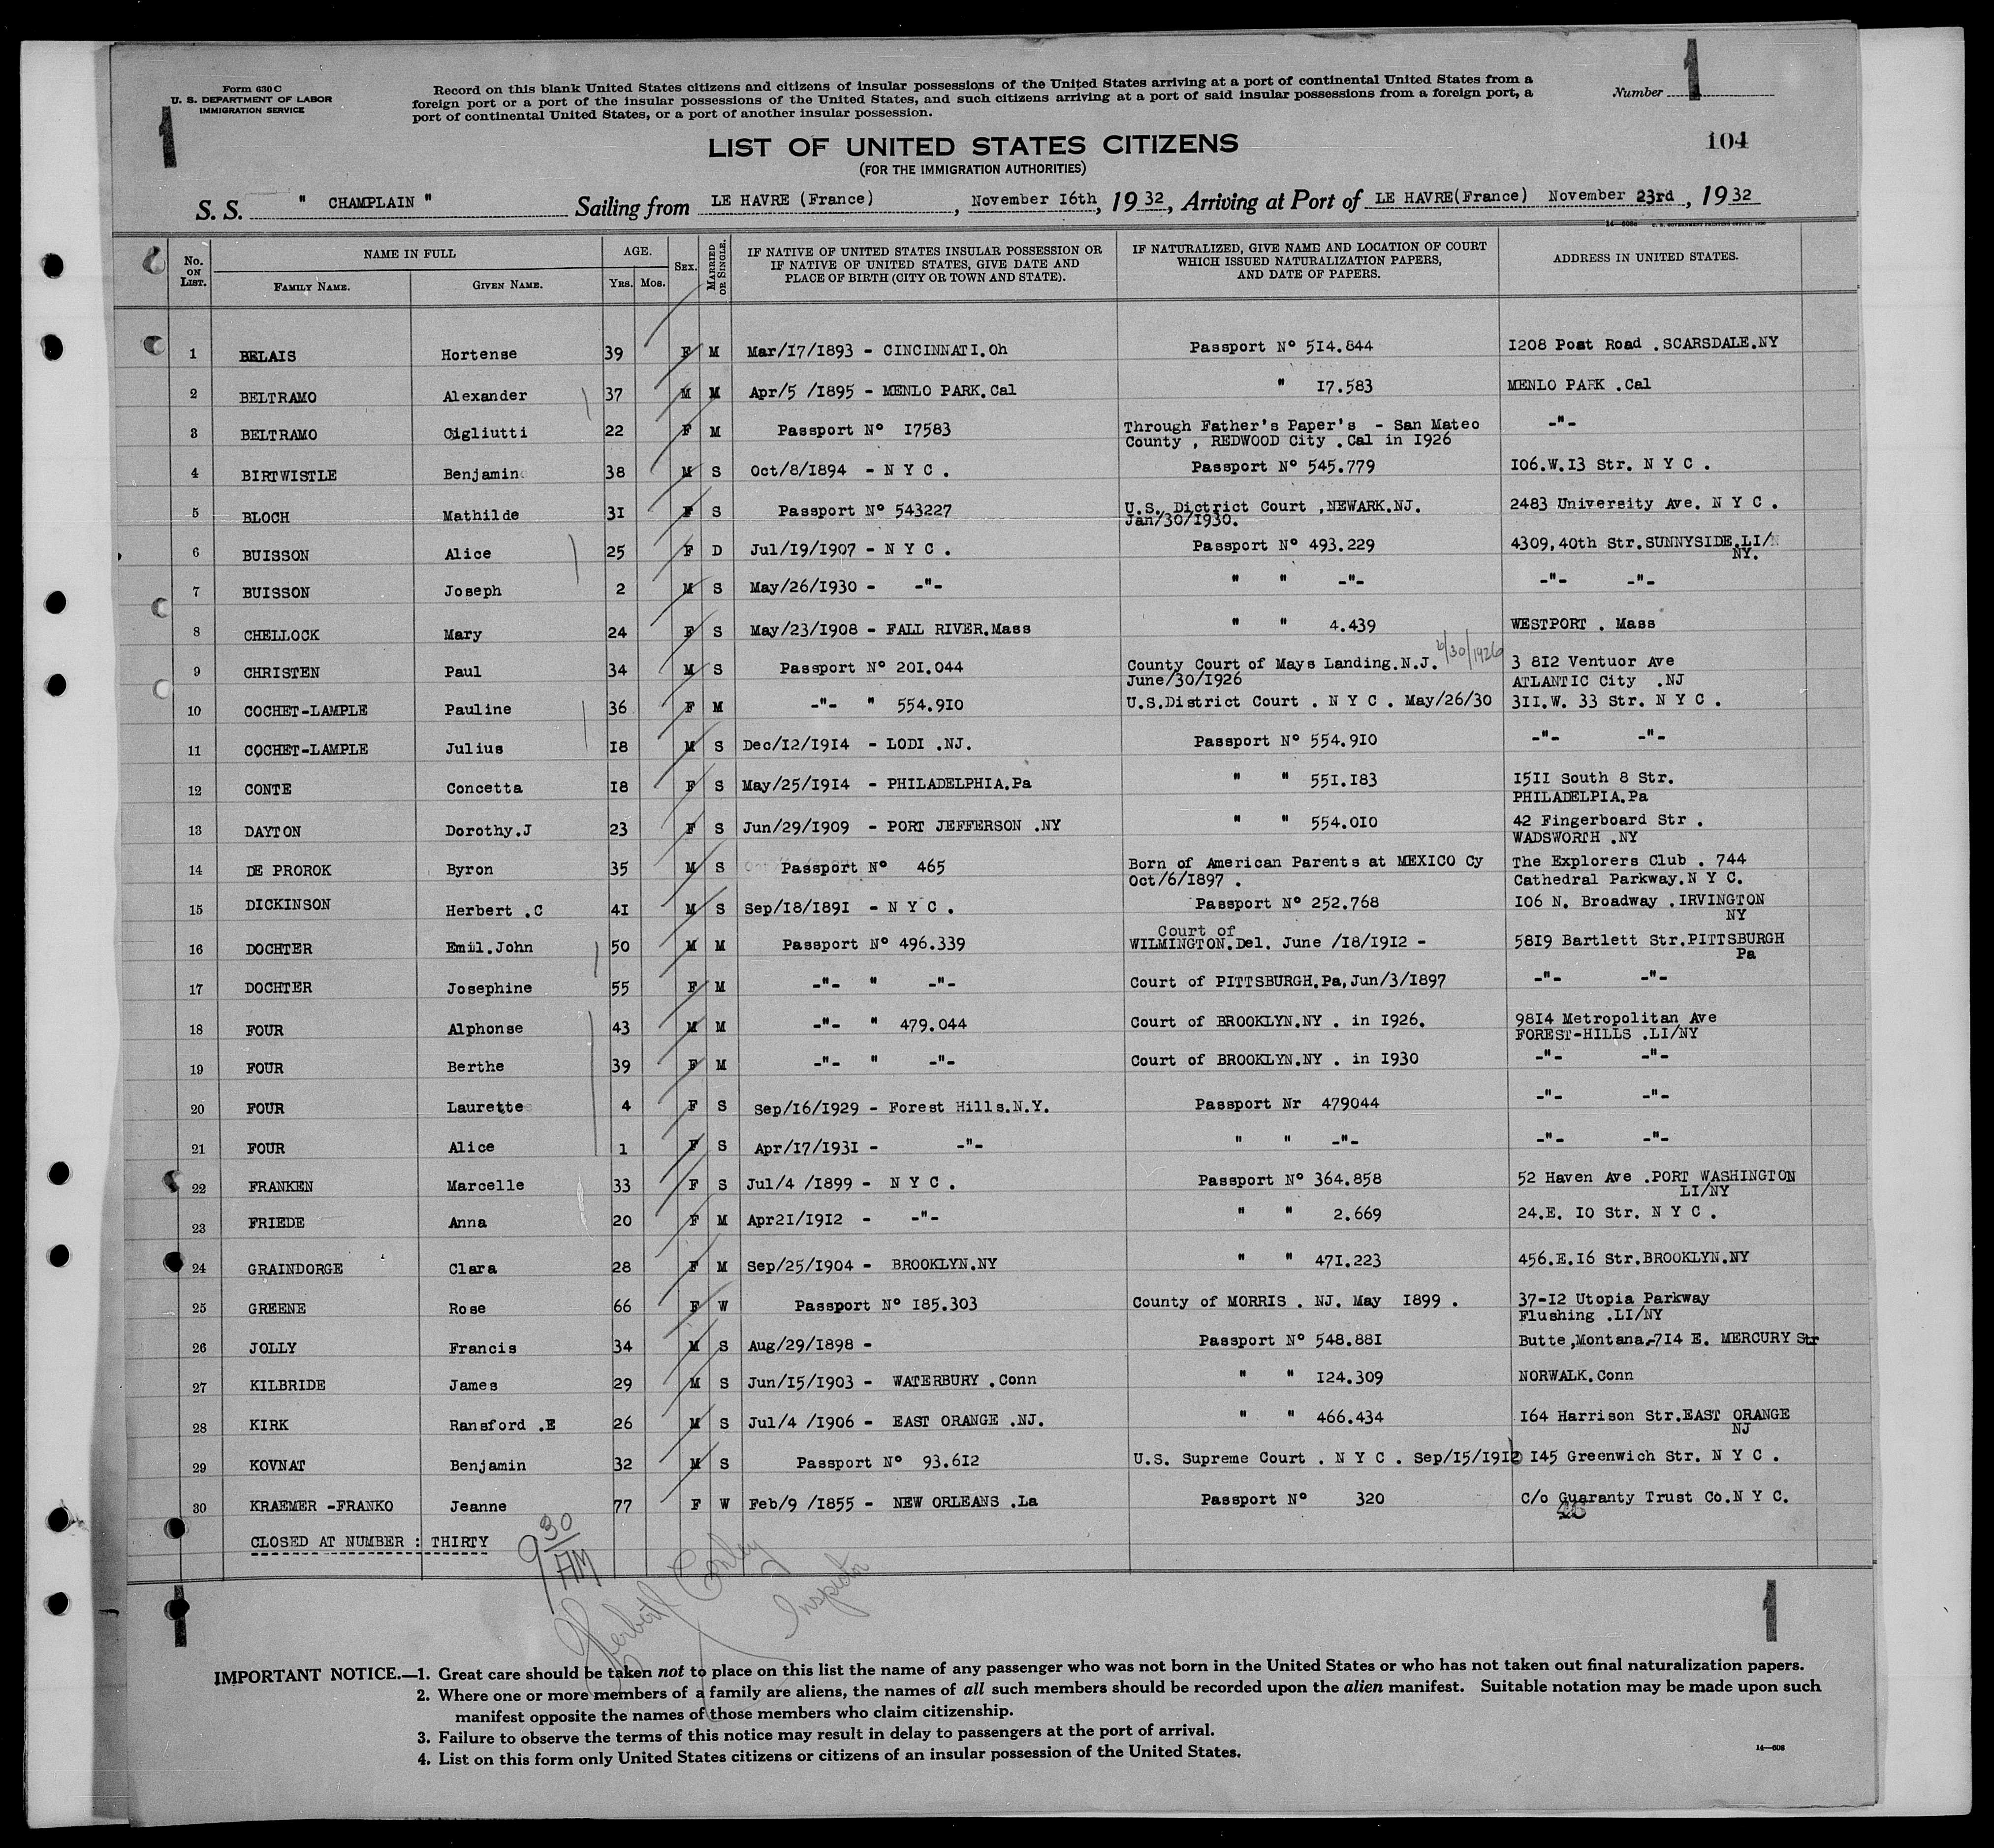 Form 630 C
U. S. DEPARTMENT OF LABOR
IMMIGRATION SERVICE
1
Record on this blank United States citizens and citizens of insular possessions of the United States arriving at a port of continental United States from a
foreign port or a port of the insular possessions of the United States, and such citizens arriving at a port of said insular possessions from a foreign port, a
port of continental United States, or a port of another insular possession.
Number 1
104
LIST OF UNITED STATES CITIZENS
(FOR THE IMMIGRATION AUTHORITIES)
S. S. " CHAMPLAIN " Sailing from LE HAVRE (France) , November 16th, 1932, Arriving at Port of LE HAVRE(France) November 23rd, 1932
14—608c U. S. GOVERNMENT PRINTING OFFICE: 1930
No. ON LIST. NAME IN FULL FAMILY NAME. GIVEN NAME. AGE. YRS. MOS. SEX. MARRIED OR SINGLE. IF NATIVE OF UNITED STATES INSULAR POSSESSION OR IF NATIVE OF UNITED STATES, GIVE DATE AND PLACE OF BIRTH (CITY OR TOWN AND STATE). IF NATURALIZED, GIVE NAME AND LOCATION OF COURT WHICH ISSUED NATURALIZATION PAPERS, AND DATE OF PAPERS. ADDRESS IN UNITED STATES.
1 BELAIS Hortense 39 F M Mar/17/1893 - CINCINNATI.Oh Passport Nº 514.844 1208 Post Road .SCARSDALE.NY
2 BELTRAMO Alexander 37 M M Apr/5 /1895 - MENLO PARK.Cal " 17.583 MENLO PARK .Cal
3 BELTRAMO Gigliutti 22 F M Passport Nº 17583 Through Father's Paper's - San Mateo -"-
County , REDWOOD City .Cal in 1926
4 BIRTWISTLE Benjamin 38 M S Oct/8/1894 - N Y C . Passport Nº 545.779 106.W.13 Str. N Y C .
5 BLOCH Mathilde 31 F S Passport Nº 543227 U.S. Dictrict Court ,NEWARK.NJ. 2483 University Ave. N Y C .
Jan/30/1930.
6 BUISSON Alice 25 F D Jul/19/1907 - N Y C . Passport Nº 493.229 4309,40th Str.SUNNYSIDE.LI/
NY.
7 BUISSON Joseph 2 M S May/26/1930 - -"- " " -"- -"- -"-
8 CHELLOCK Mary 24 F S May/23/1908 - FALL RIVER.Mass " " 4.439 WESTPORT . Mass
9 CHRISTEN Paul 34 M S Passport Nº 201.044 County Court of Mays Landing.N.J. 6/30/1926 3 812 Ventuor Ave
June/30/1926 ATLANTIC City .NJ
10 COCHET-LAMPLE Pauline 36 F M -"- " 554.910 U.S.District Court . N Y C . May/26/30 311.W. 33 Str. N Y C .
11 COCHET-LAMPLE Julius 18 M S Dec/12/1914 - LODI .NJ. Passport Nº 554.910 -"- -"-
12 CONTE Concetta 18 F S May/25/1914 - PHILADELPHIA.Pa " " 551.183 1511 South 8 Str.
PHILADELPIA.Pa
13 DAYTON Dorothy.J 23 F S Jun/29/1909 - PORT JEFFERSON .NY " " 554.010 42 Fingerboard Str .
WADSWORTH .NY
14 DE PROROK Byron 35 M S Passport Nº 465 Born of American Parents at MEXICO Cy The Explorers Club . 744
Oct/6/1897 . Cathedral Parkway.N Y C.
15 DICKINSON Herbert .C 41 M S Sep/18/1891 - N Y C . Passport Nº 252.768 106 N. Broadway .IRVINGTON
NY
16 DOCHTER Emil.John 50 M M Passport Nº 496.339 Court of WILMINGTON.Del. June /18/1912 - 5819 Bartlett Str.PITTSBURGH
Pa
17 DOCHTER Josephine 55 F M -"- " -"- Court of PITTSBURGH.Pa,Jun/3/1897 -"- -"-
18 FOUR Alphonse 43 M M -"- " 479.044 Court of BROOKLYN.NY . in 1926. 9814 Metropolitan Ave
FOREST-HILLS .LI/NY
19 FOUR Berthe 39 F M -"- " -"- Court of BROOKLYN.NY . in 1930 -"- -"-
20 FOUR Laurette 4 F S Sep/16/1929 - Forest Hills.N.Y. Passport Nr 479044 -"- -"-
21 FOUR Alice 1 F S Apr/17/1931 - -"- " " -"- -"- -"-
22 FRANKEN Marcelle 33 F S Jul/4 /1899 - N Y C . Passport Nº 364.858 52 Haven Ave .PORT WASHINGTON
LI/NY
23 FRIEDE Anna 20 F M Apr21/1912 - -"- " " 2.669 24.E. 10 Str. N Y C .
24 GRAINDORGE Clara 28 F M Sep/25/1904 - BROOKLYN.NY " " 471.223 456.E.16 Str.BROOKLYN.NY
25 GREENE Rose 66 F W Passport Nº 185.303 County of MORRIS . NJ. May 1899 . 37-12 Utopia Parkway
Flushing .LI/NY
26 JOLLY Francis 34 M S Aug/29/1898 - Passport Nº 548.881 Butte,Montana-714 E. MERCURY Str
27 KILBRIDE James 29 M S Jun/15/1903 - WATERBURY .Conn " " 124.309 NORWALK.Conn
28 KIRK Ransford .E 26 M S Jul/4 /1906 - EAST ORANGE .NJ. " " 466.434 164 Harrison Str.EAST ORANGE
NJ
29 KOVNAT Benjamin 32 M S Passport Nº 93.612 U.S. Supreme Court . N Y C . Sep/15/1912 145 Greenwich Str. N Y C .
30 KRAEMER -FRANKO Jeanne 77 F W Feb/9 /1855 - NEW ORLEANS .La Passport Nº 320 C/o Guaranty Trust Co.N Y C.
CLOSED AT NUMBER : THIRTY
9 30 AM
Herbert Conley
Inspector
1
1
IMPORTANT NOTICE.—1. Great care should be taken not to place on this list the name of any passenger who was not born in the United States or who has not taken out final naturalization papers.
2. Where one or more members of a family are aliens, the names of all such members should be recorded upon the alien manifest. Suitable notation may be made upon such
manifest opposite the names of those members who claim citizenship.
3. Failure to observe the terms of this notice may result in delay to passengers at the port of arrival.
4. List on this form only United States citizens or citizens of an insular possession of the United States.
14—608